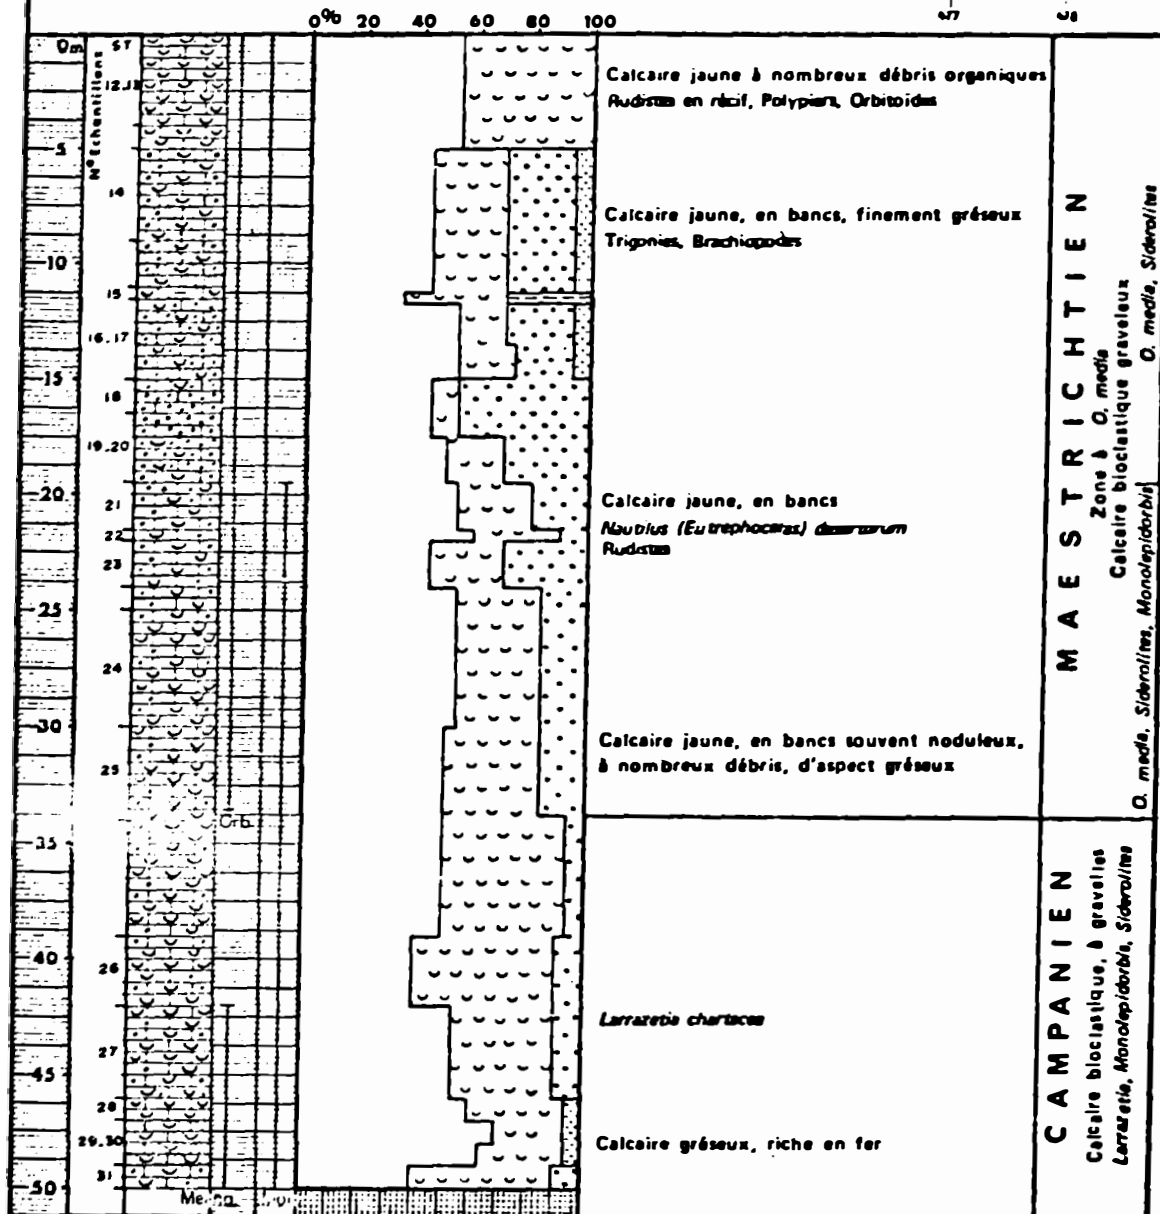 0% 20 40 60 80 100
0m
5
10
15
20
25
30
35
40
45
50
N° Echantillons
ST
12.13
14
15
16.17
18
19.20
21
22
23
24
25
26
27
28
29.30
31
Orb.
Calcaire jaune à nombreux débris organiques
Rudistes en récif, Polypiers, Orbitoides
Calcaire jaune, en bancs, finement gréseux
Trigonies, Brachiopodes
Calcaire jaune, en bancs
Nautilus (Eutrephoceras)
Rudistes
Calcaire jaune, en bancs souvent noduleux,
à nombreux débris, d'aspect gréseux
Larrazetia chartacea
Calcaire gréseux, riche en fer
MAESTRICHTIEN
Zone à O. media
Calcaire bioclastique graveleux
O. media, Siderolites
O. media, Siderolites, Monolepidorbis
CAMPANIEN
Calcaire bioclastique, à gravelles
Larrazetia, Monolepidorbis, Siderolites